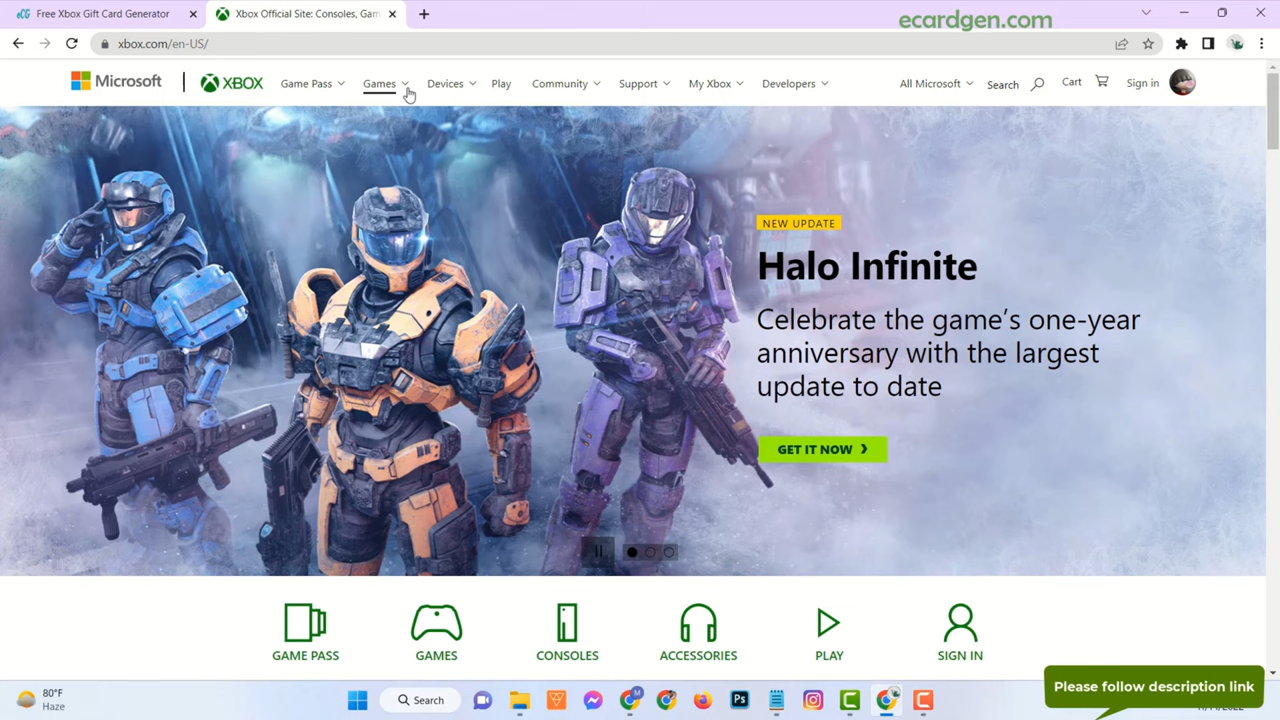 Free Xbox Gift Card Generator
Xbox Official Site: Consoles, Gam
ecardgen.com
xbox.com/en-US/
Microsoft
XBOX
Game Pass
Games
Devices
Play
Community
Support
My Xbox
Developers
All Microsoft
Search
Cart
Sign in
NEW UPDATE
Halo Infinite
Celebrate the game's one-year
anniversary with the largest
update to date
GET IT NOW
GAME PASS
GAMES
CONSOLES
ACCESSORIES
PLAY
SIGN IN
Please follow description link
80°F
Haze
Search
M
Ps